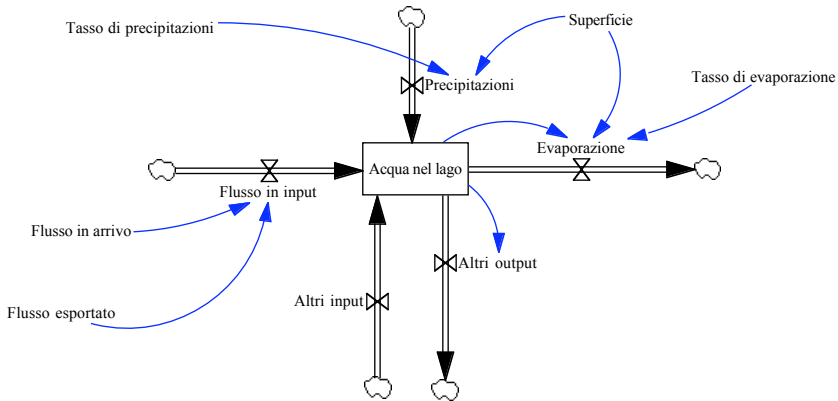 Tasso di precipitazioni
Superficie
Precipitazioni
Tasso di evaporazione
Evaporazione
Acqua nel lago
Flusso in input
Flusso in arrivo
Altri output
Altri input
Flusso esportato